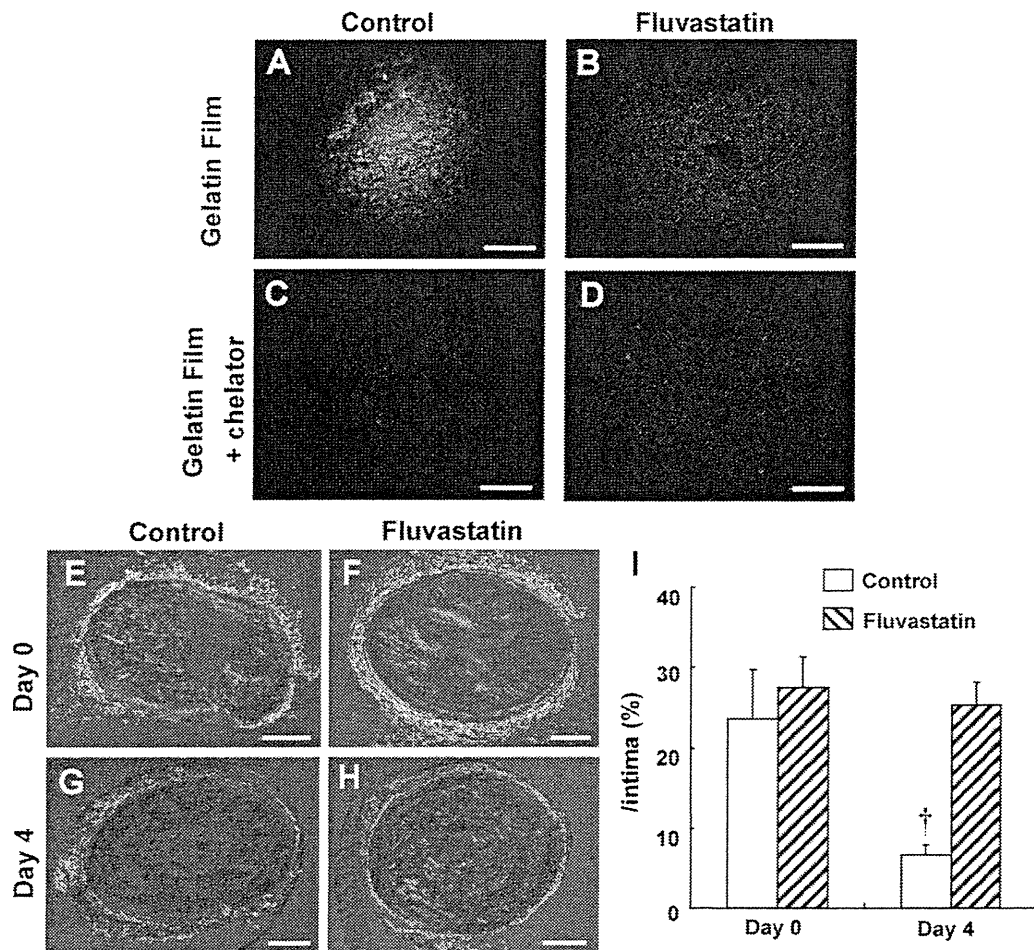 Control Fluvastatin
A B
Gelatin Film
C D
Gelatin Film
+ chelator
Control Fluvastatin
E F
Day 0
G H
Day 4
I
Control
Fluvastatin
/intima (%)
40
30
20
10
0
†
Day 0 Day 4